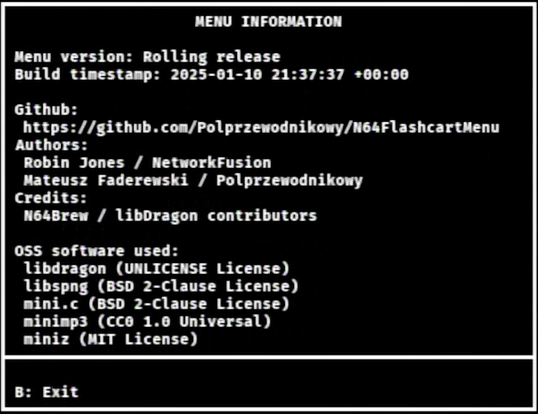 MENU INFORMATION
Menu version: Rolling release
Build timestamp: 2025-01-10 21:37:37 +00:00
Github:
https://github.com/Polprzewodnikowy/N64FlashcartMenu
Authors:
Robin Jones / NetworkFusion
Mateusz Faderewski / Polprzewodnikowy
Credits:
N64Brew / libDragon contributors
OSS software used:
libdragon (UNLICENSE License)
libspng (BSD 2-Clause License)
mini.c (BSD 2-Clause License)
minimp3 (CC0 1.0 Universal)
miniz (MIT License)
B: Exit